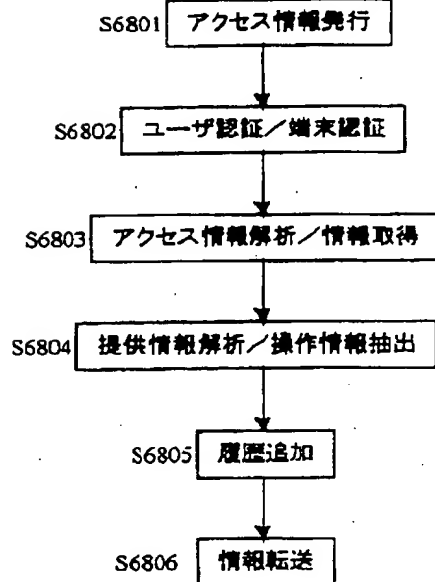 S6801 アクセス情報発行
S6802 ユーザ認証／端末認証
S6803 アクセス情報解析／情報取得
S6804 提供情報解析／操作情報抽出
S6805 履歴追加
S6806 情報転送